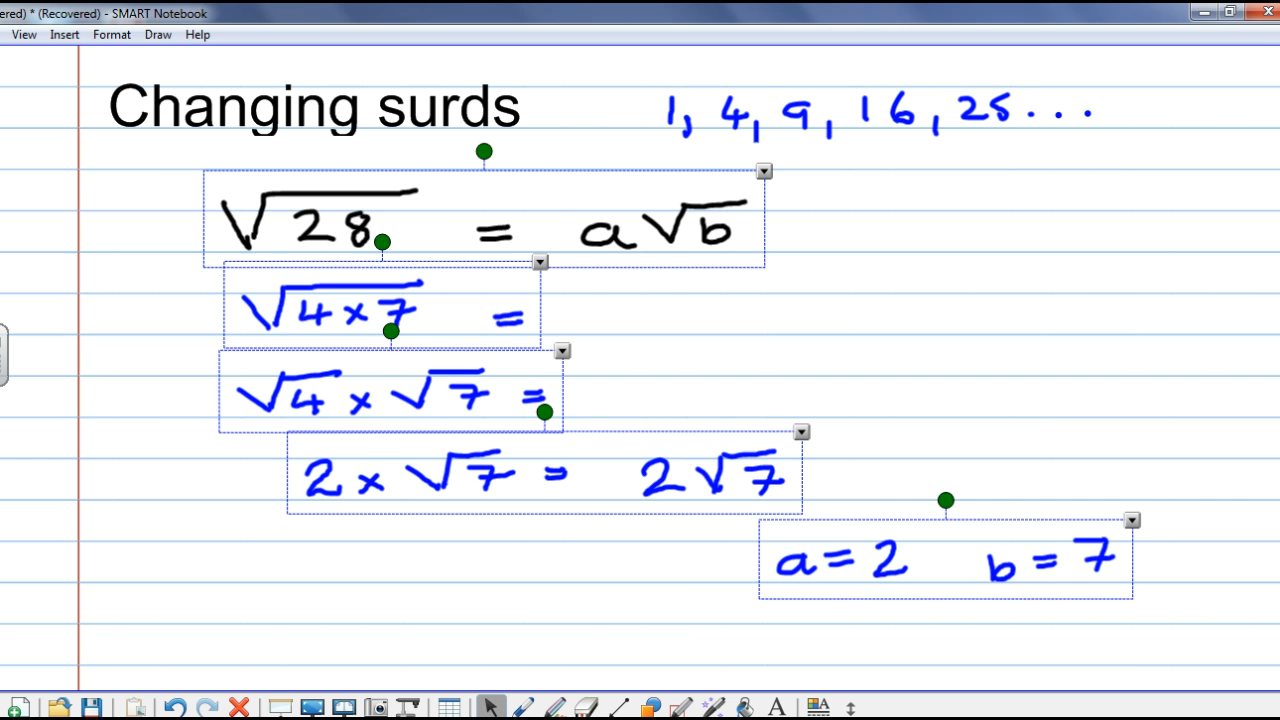 ered) * (Recovered) - SMART Notebook
View Insert Format Draw Help
Changing surds 1, 4, 9, 16, 25...
√28 = a√b
√4×7 =
√4 × √7 =
2 × √7 = 2√7
a = 2 b = 7
A